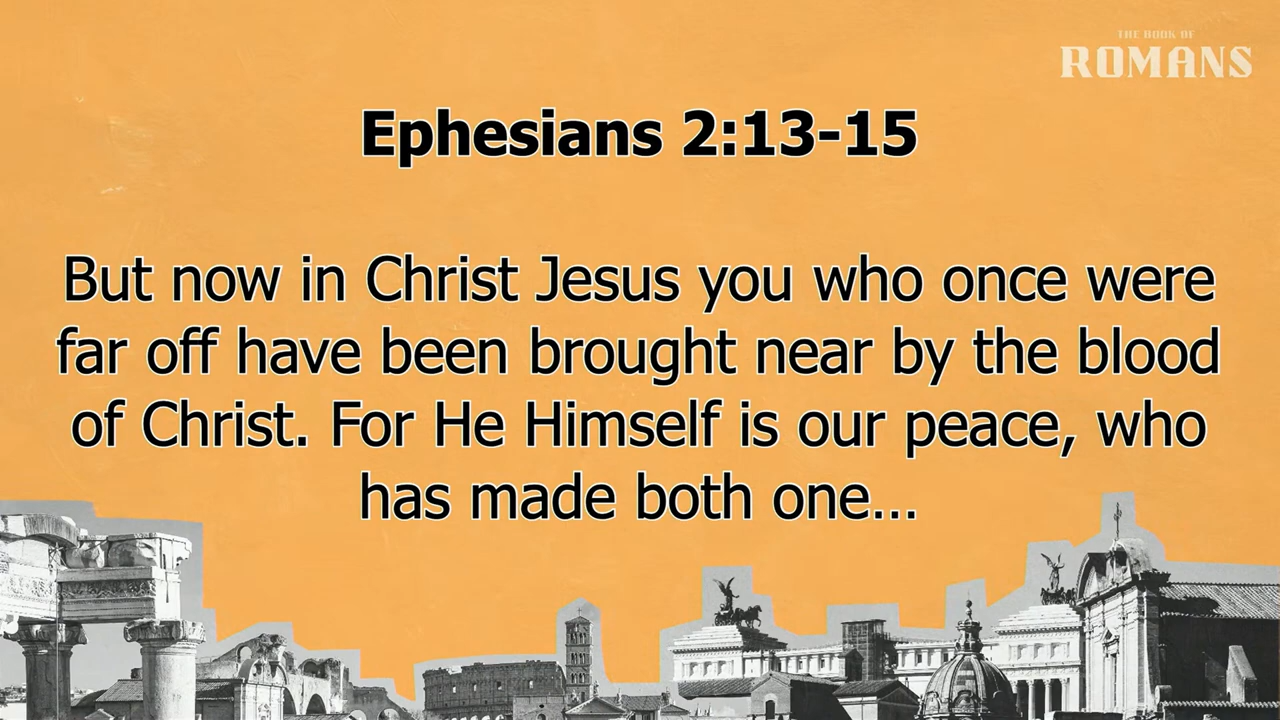 THE BOOK OF
ROMANS
Ephesians 2:13-15
But now in Christ Jesus you who once were
far off have been brought near by the blood
of Christ. For He Himself is our peace, who
has made both one...